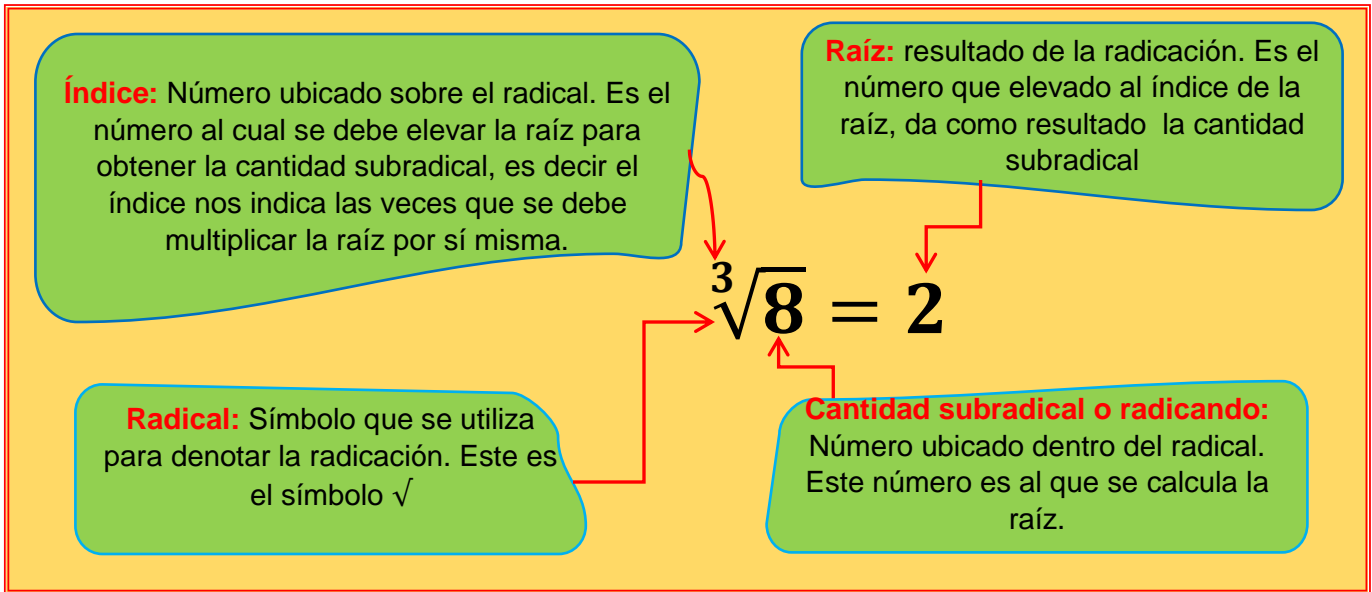 Índice: Número ubicado sobre el radical. Es el
número al cual se debe elevar la raíz para
obtener la cantidad subradical, es decir el
índice nos indica las veces que se debe
multiplicar la raíz por sí misma.
Raíz: resultado de la radicación. Es el
número que elevado al índice de la
raíz, da como resultado la cantidad
subradical
∛8 = 2
Radical: Símbolo que se utiliza
para denotar la radicación. Este es
el símbolo √
Cantidad subradical o radicando:
Número ubicado dentro del radical.
Este número es al que se calcula la
raíz.